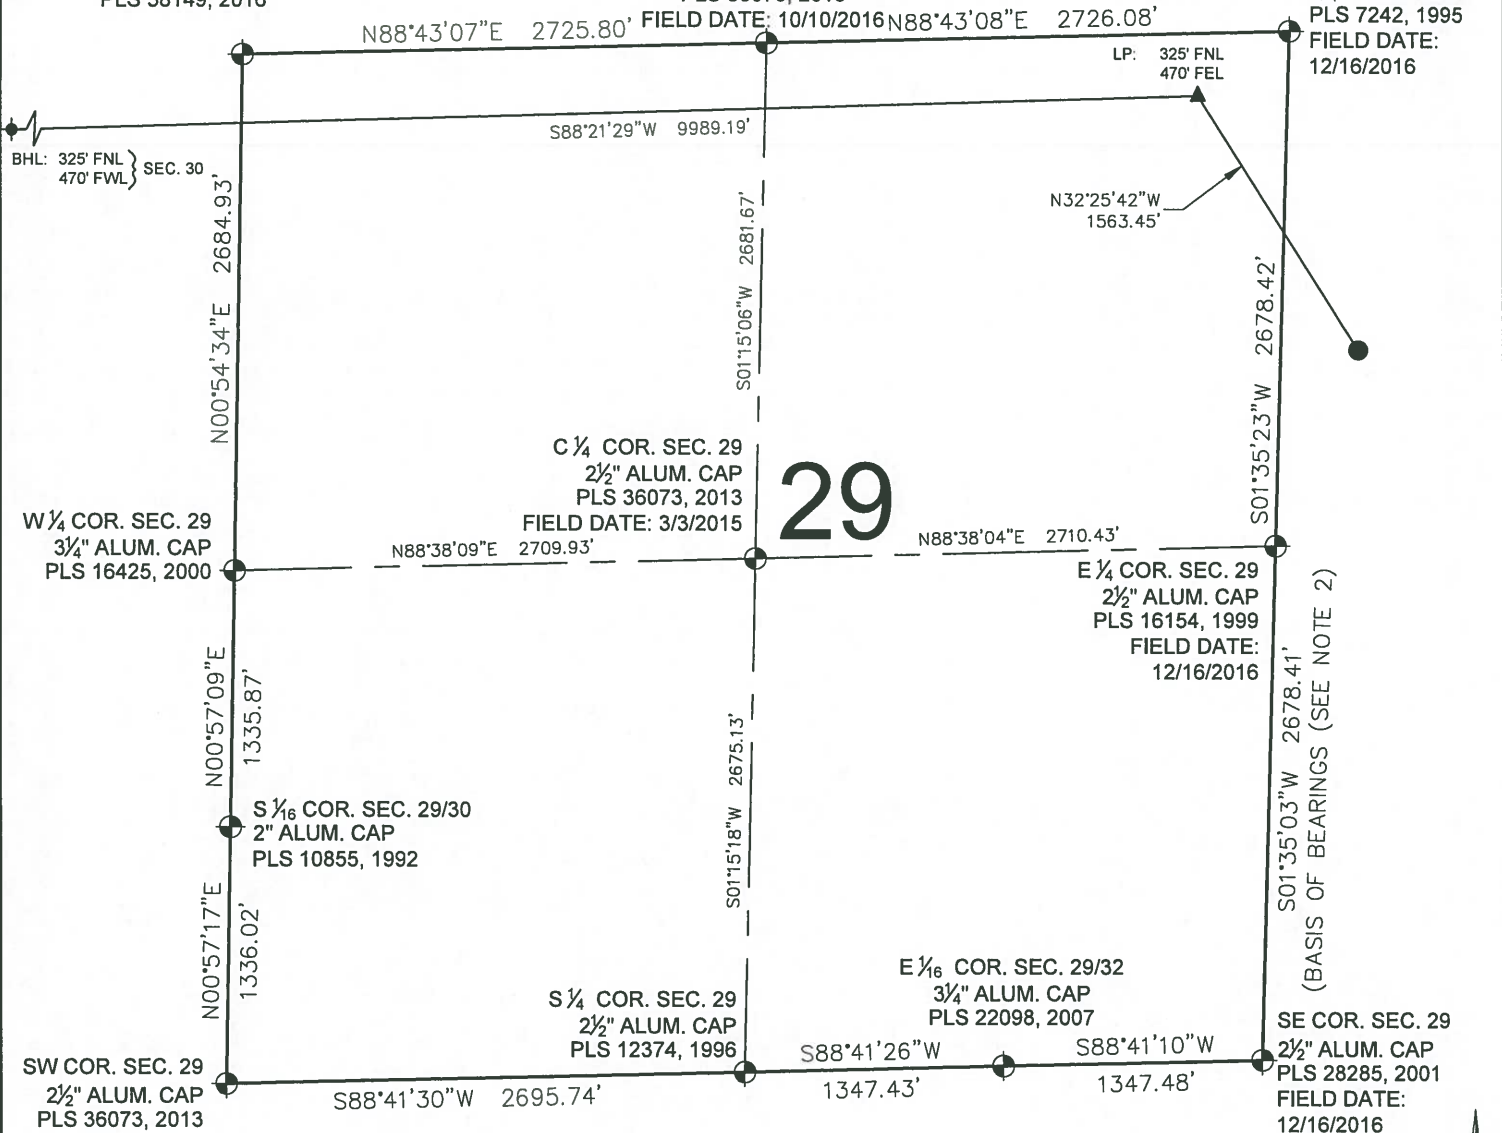 N88°43'07"E 2725.80'
FIELD DATE: 10/10/2016
N88°43'08"E 2726.08'
PLS 7242, 1995
FIELD DATE:
12/16/2016
LP: 325' FNL
470' FEL
S88°21'29"W 9989.19'
BHL: 325' FNL
470' FWL
SEC. 30
N32°25'42"W
1563.45'
N00°54'34"E 2684.93'
S01°15'06"W 2681.67'
S01°35'23"W 2678.42'
C ¼ COR. SEC. 29
2½" ALUM. CAP
PLS 36073, 2013
FIELD DATE: 3/3/2015
29
W ¼ COR. SEC. 29
3¼" ALUM. CAP
PLS 16425, 2000
N88°38'09"E 2709.93'
N88°38'04"E 2710.43'
E ¼ COR. SEC. 29
2½" ALUM. CAP
PLS 16154, 1999
FIELD DATE:
12/16/2016
N00°57'09"E
1335.87'
S01°15'18"W 2675.13'
S01°35'03"W 2678.41'
(BASIS OF BEARINGS (SEE NOTE 2)
S 1⁄16 COR. SEC. 29/30
2" ALUM. CAP
PLS 10855, 1992
N00°57'17"E
1336.02'
E 1⁄16 COR. SEC. 29/32
3¼" ALUM. CAP
PLS 22098, 2007
S ¼ COR. SEC. 29
2½" ALUM. CAP
PLS 12374, 1996
S88°41'26"W
1347.43'
S88°41'10"W
1347.48'
SE COR. SEC. 29
2½" ALUM. CAP
PLS 28285, 2001
FIELD DATE:
12/16/2016
SW COR. SEC. 29
2½" ALUM. CAP
PLS 36073, 2013
S88°41'30"W 2695.74'